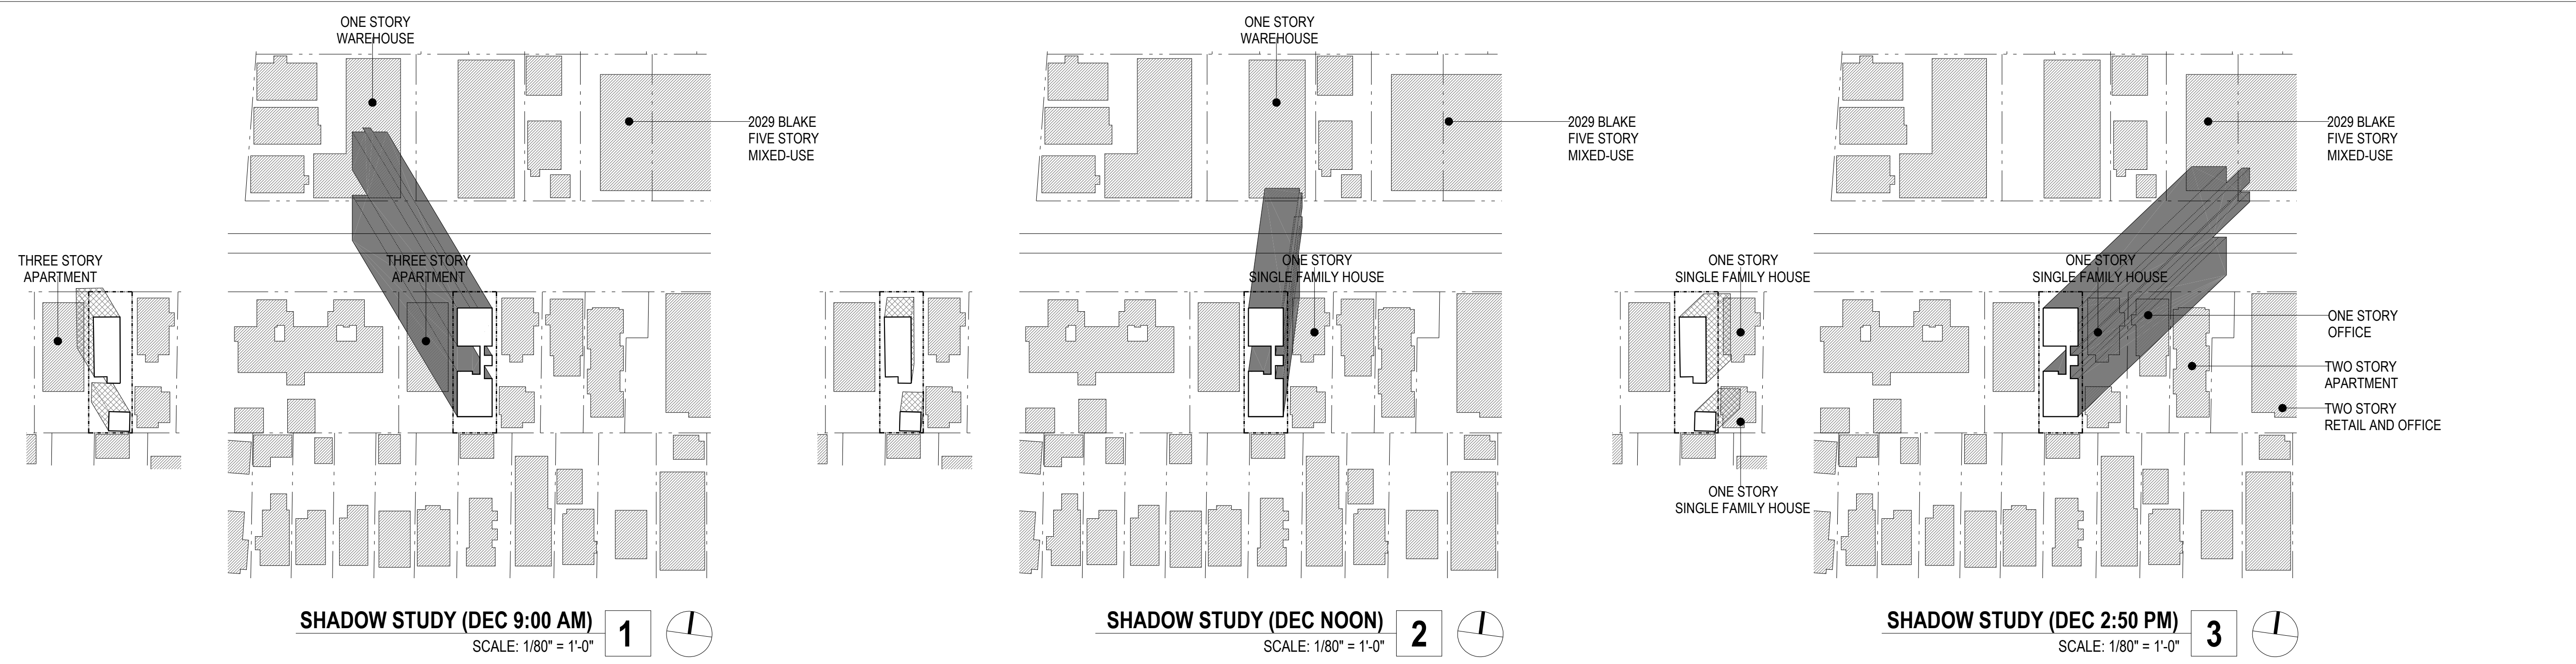 ONE STORY
WAREHOUSE
2029 BLAKE
FIVE STORY
MIXED-USE
THREE STORY
APARTMENT
THREE STORY
APARTMENT
SHADOW STUDY (DEC 9:00 AM)
SCALE: 1/80" = 1'-0"
1
ONE STORY
WAREHOUSE
2029 BLAKE
FIVE STORY
MIXED-USE
ONE STORY
SINGLE FAMILY HOUSE
SHADOW STUDY (DEC NOON)
SCALE: 1/80" = 1'-0"
2
2029 BLAKE
FIVE STORY
MIXED-USE
ONE STORY
SINGLE FAMILY HOUSE
ONE STORY
SINGLE FAMILY HOUSE
ONE STORY
OFFICE
TWO STORY
APARTMENT
TWO STORY
RETAIL AND OFFICE
ONE STORY
SINGLE FAMILY HOUSE
SHADOW STUDY (DEC 2:50 PM)
SCALE: 1/80" = 1'-0"
3